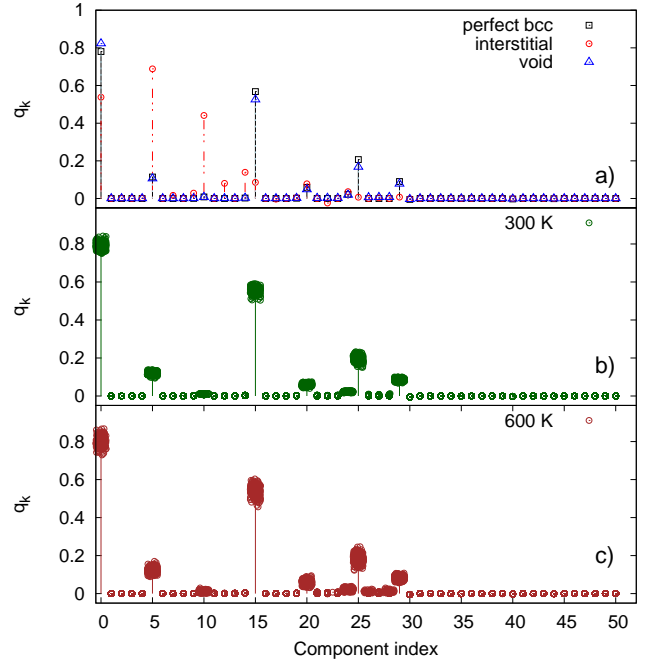 perfect bcc
interstitial
void
1
0.8
0.6
0.4
0.2
0
q_k
a)
300 K
0.8
0.6
0.4
0.2
0
q_k
b)
600 K
0.8
0.6
0.4
0.2
0
q_k
c)
0 5 10 15 20 25 30 35 40 45 50
Component index